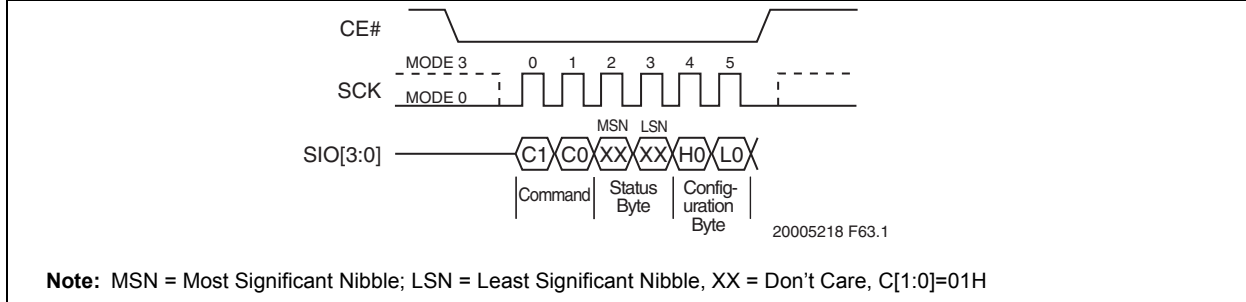 CE#
MODE 3 0 1 2 3 4 5
SCK
MODE 0
MSN LSN
SIO[3:0] C1 C0 XX XX H0 L0
Command Status Byte Config-uration Byte
20005218 F63.1
Note: MSN = Most Significant Nibble; LSN = Least Significant Nibble, XX = Don't Care, C[1:0]=01H